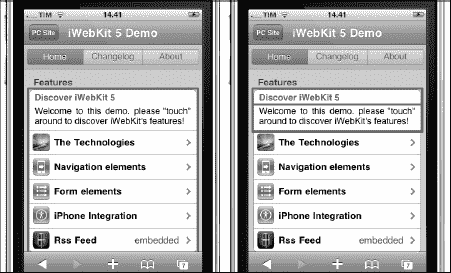 TIM 14.41
PC Site iWebKit 5 Demo
Home Changelog About
Features
Discover iWebKit 5
Welcome to this demo. please "touch"
around to discover iWebKit's features!
The Technologies
Navigation elements
Form elements
iPhone Integration
Rss Feed embedded
7
TIM 14.41
PC Site iWebKit 5 Demo
Home Changelog About
Features
Discover iWebKit 5
Welcome to this demo. please "touch"
around to discover iWebKit's features!
The Technologies
Navigation elements
Form elements
iPhone Integration
Rss Feed embedded
7